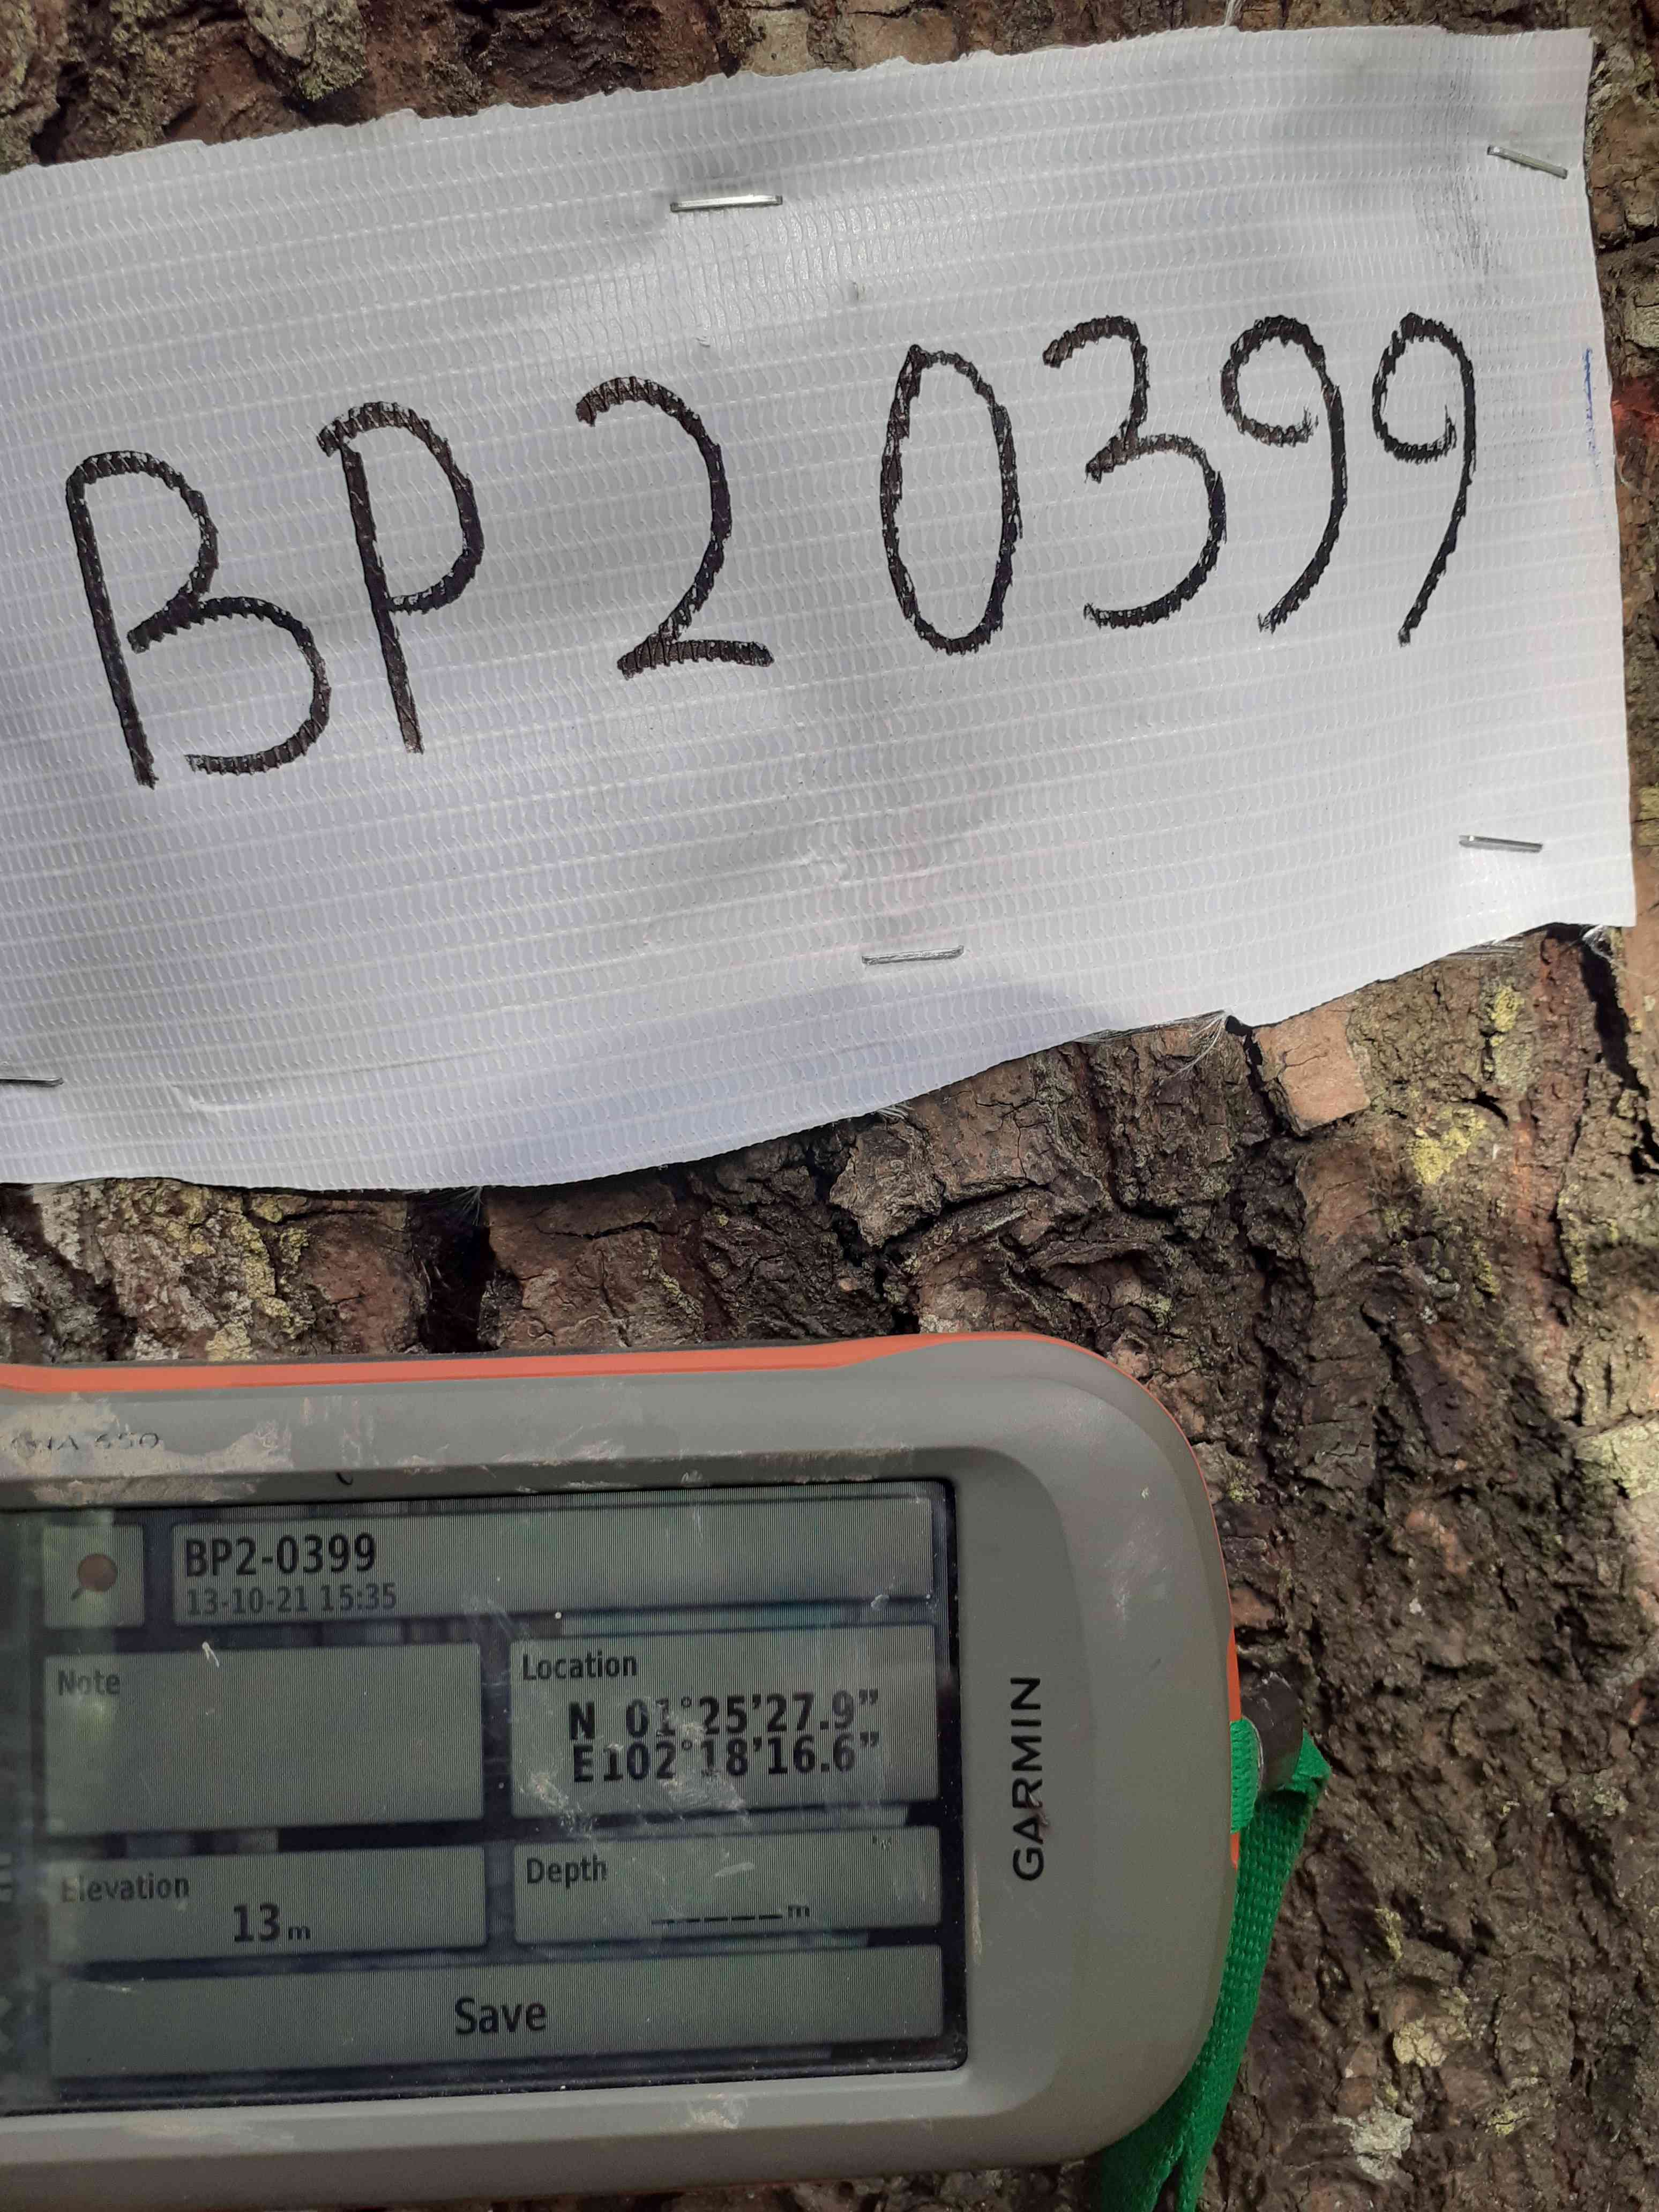 BP2 0399
650
BP2-0399
13-10-21 15:35
Note
Location
N 01°25'27.9"
E102°18'16.6"
Elevation
13m
Depth
_____m
Save
GARMIN